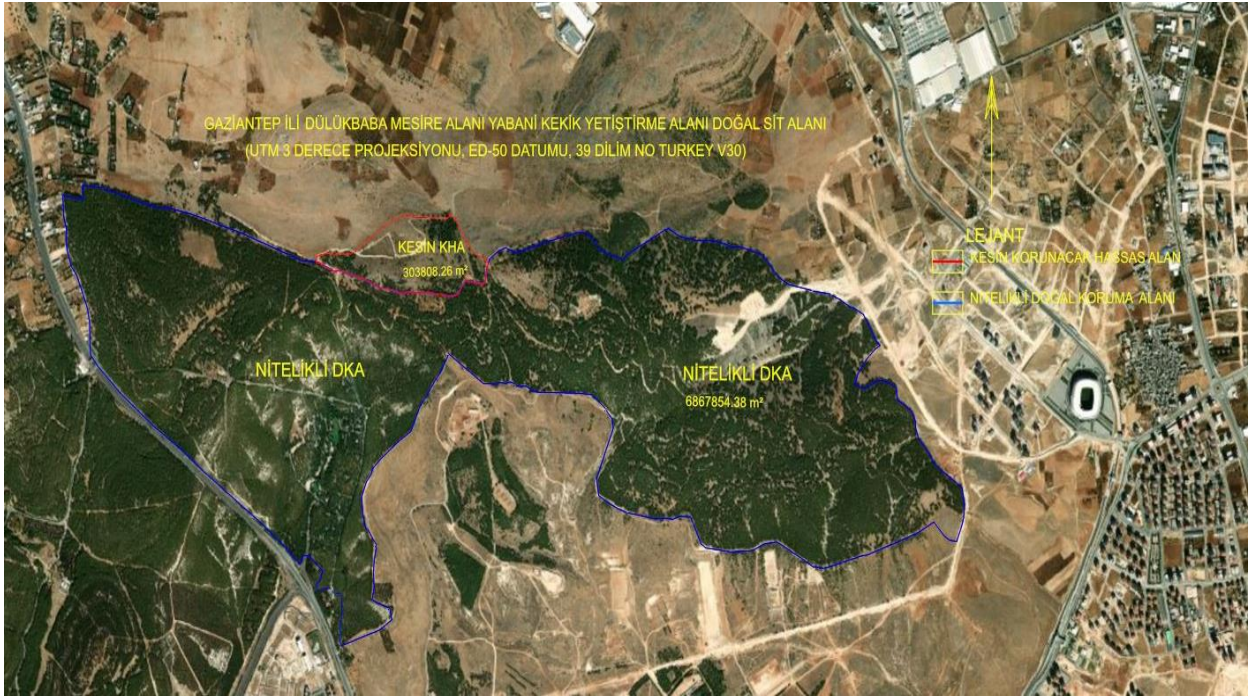 GAZİANTEP İLİ DÜLÜKBABA MESİRE ALANI YABANİ KEKİK YETİŞTİRME ALANI DOĞAL SİT ALANI
(UTM 3 DERECE PROJEKSİYONU, ED-50 DATUMU, 39 DİLİM NO TURKEY V30)
KESİN KHA
303808.26 m²
LEJANT
KESİN KORUNACAK HASSAS ALAN
NİTELİKLİ DOĞAL KORUMA ALANI
NİTELİKLİ DKA
NİTELİKLİ DKA
6867854.38 m²